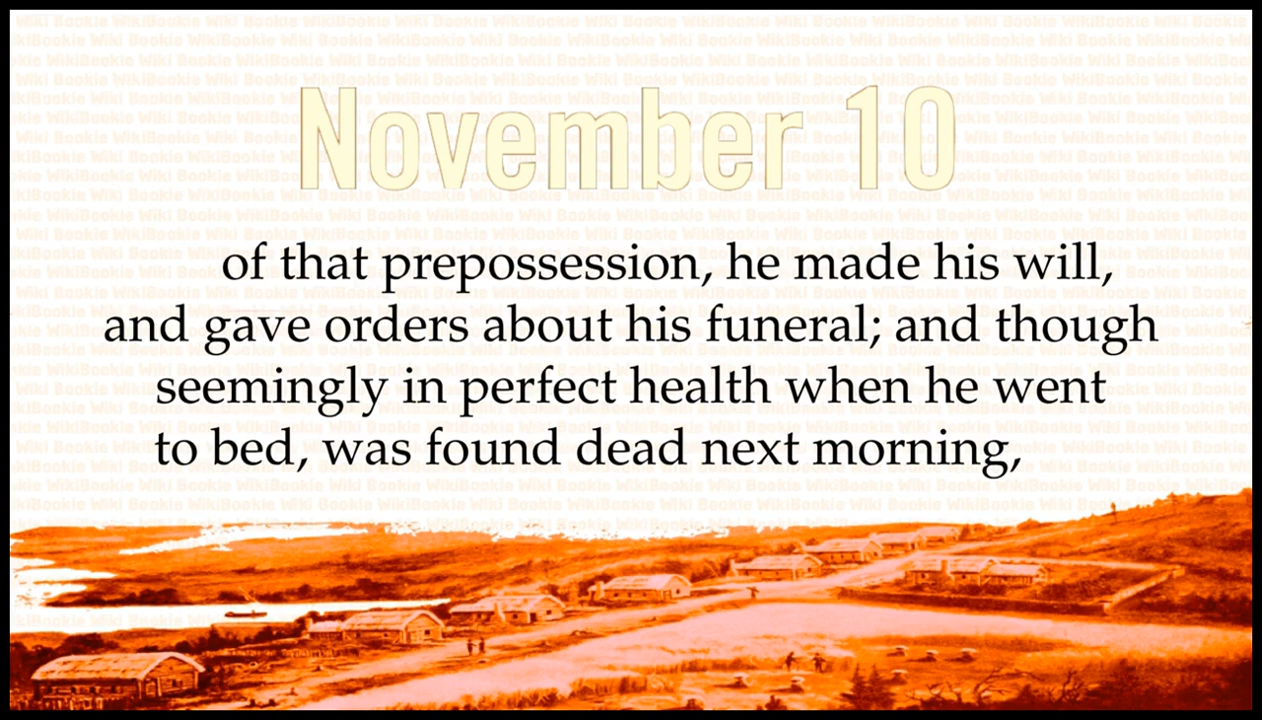 November 10
of that prepossession, he made his will,
and gave orders about his funeral; and though
seemingly in perfect health when he went
to bed, was found dead next morning,